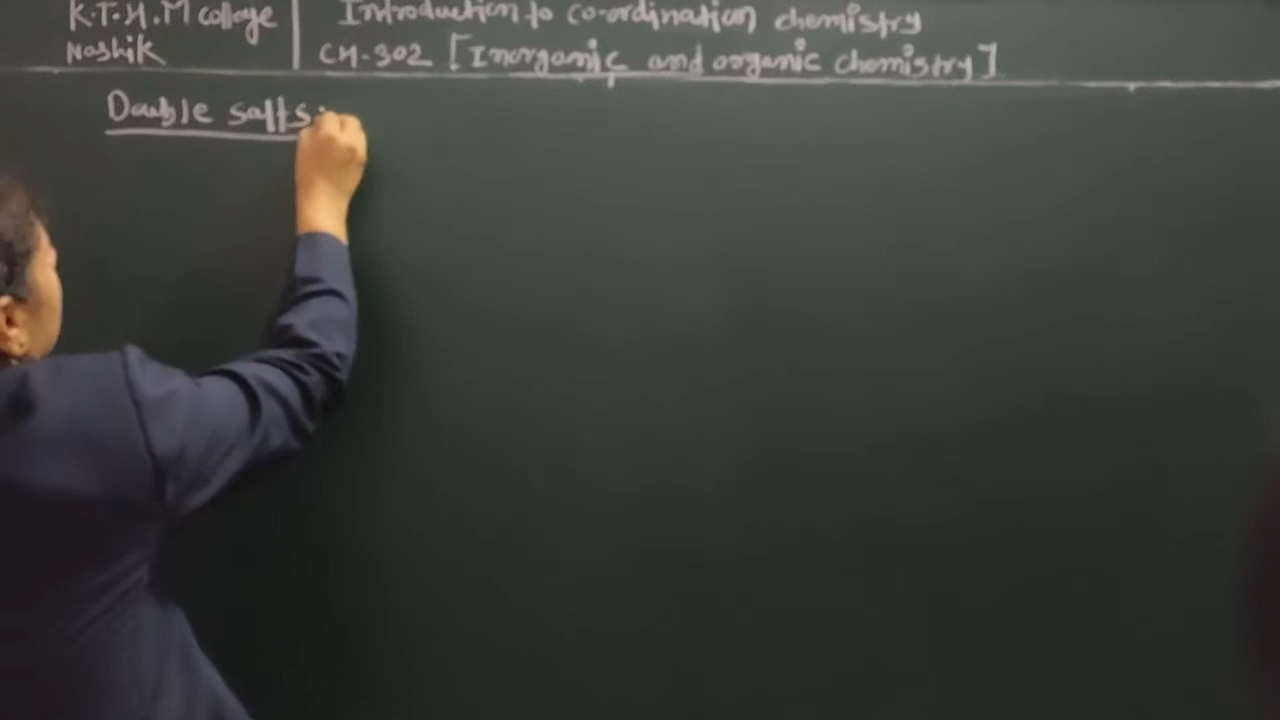 K.T.H.M college
Nashik
Introduction to co-ordination chemistry
CH-302 [Inorganic and organic chemistry]
Double salts: